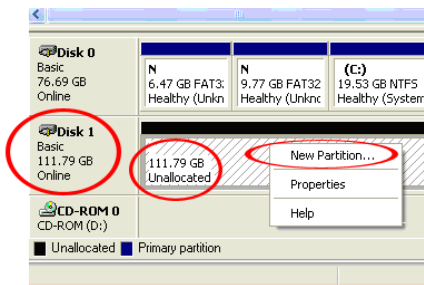 Disk 0
Basic
76.69 GB
Online
N
6.47 GB FAT3
Healthy (Unkn
N
9.77 GB FAT32
Healthy (Unknc
(C:)
19.53 GB NTFS
Healthy (System
Disk 1
Basic
111.79 GB
Online
111.79 GB
Unallocated
New Partition...
Properties
Help
CD-ROM 0
CD-ROM (D:)
Unallocated
Primary partition